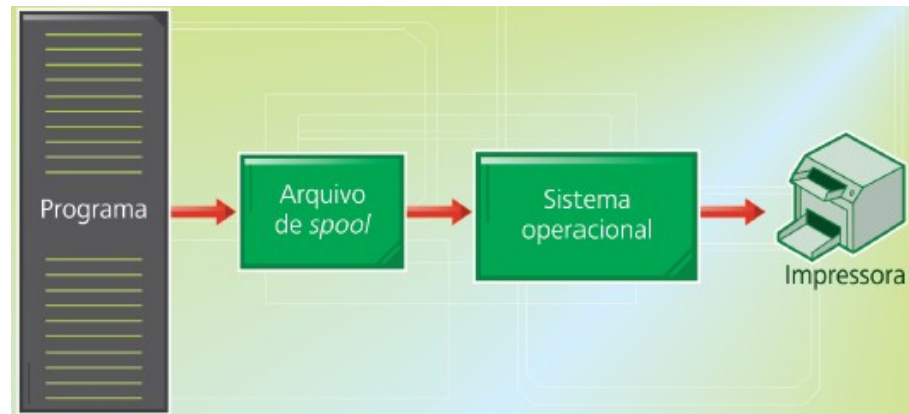 Programa
Arquivo
de spool
Sistema
operacional
Impressora